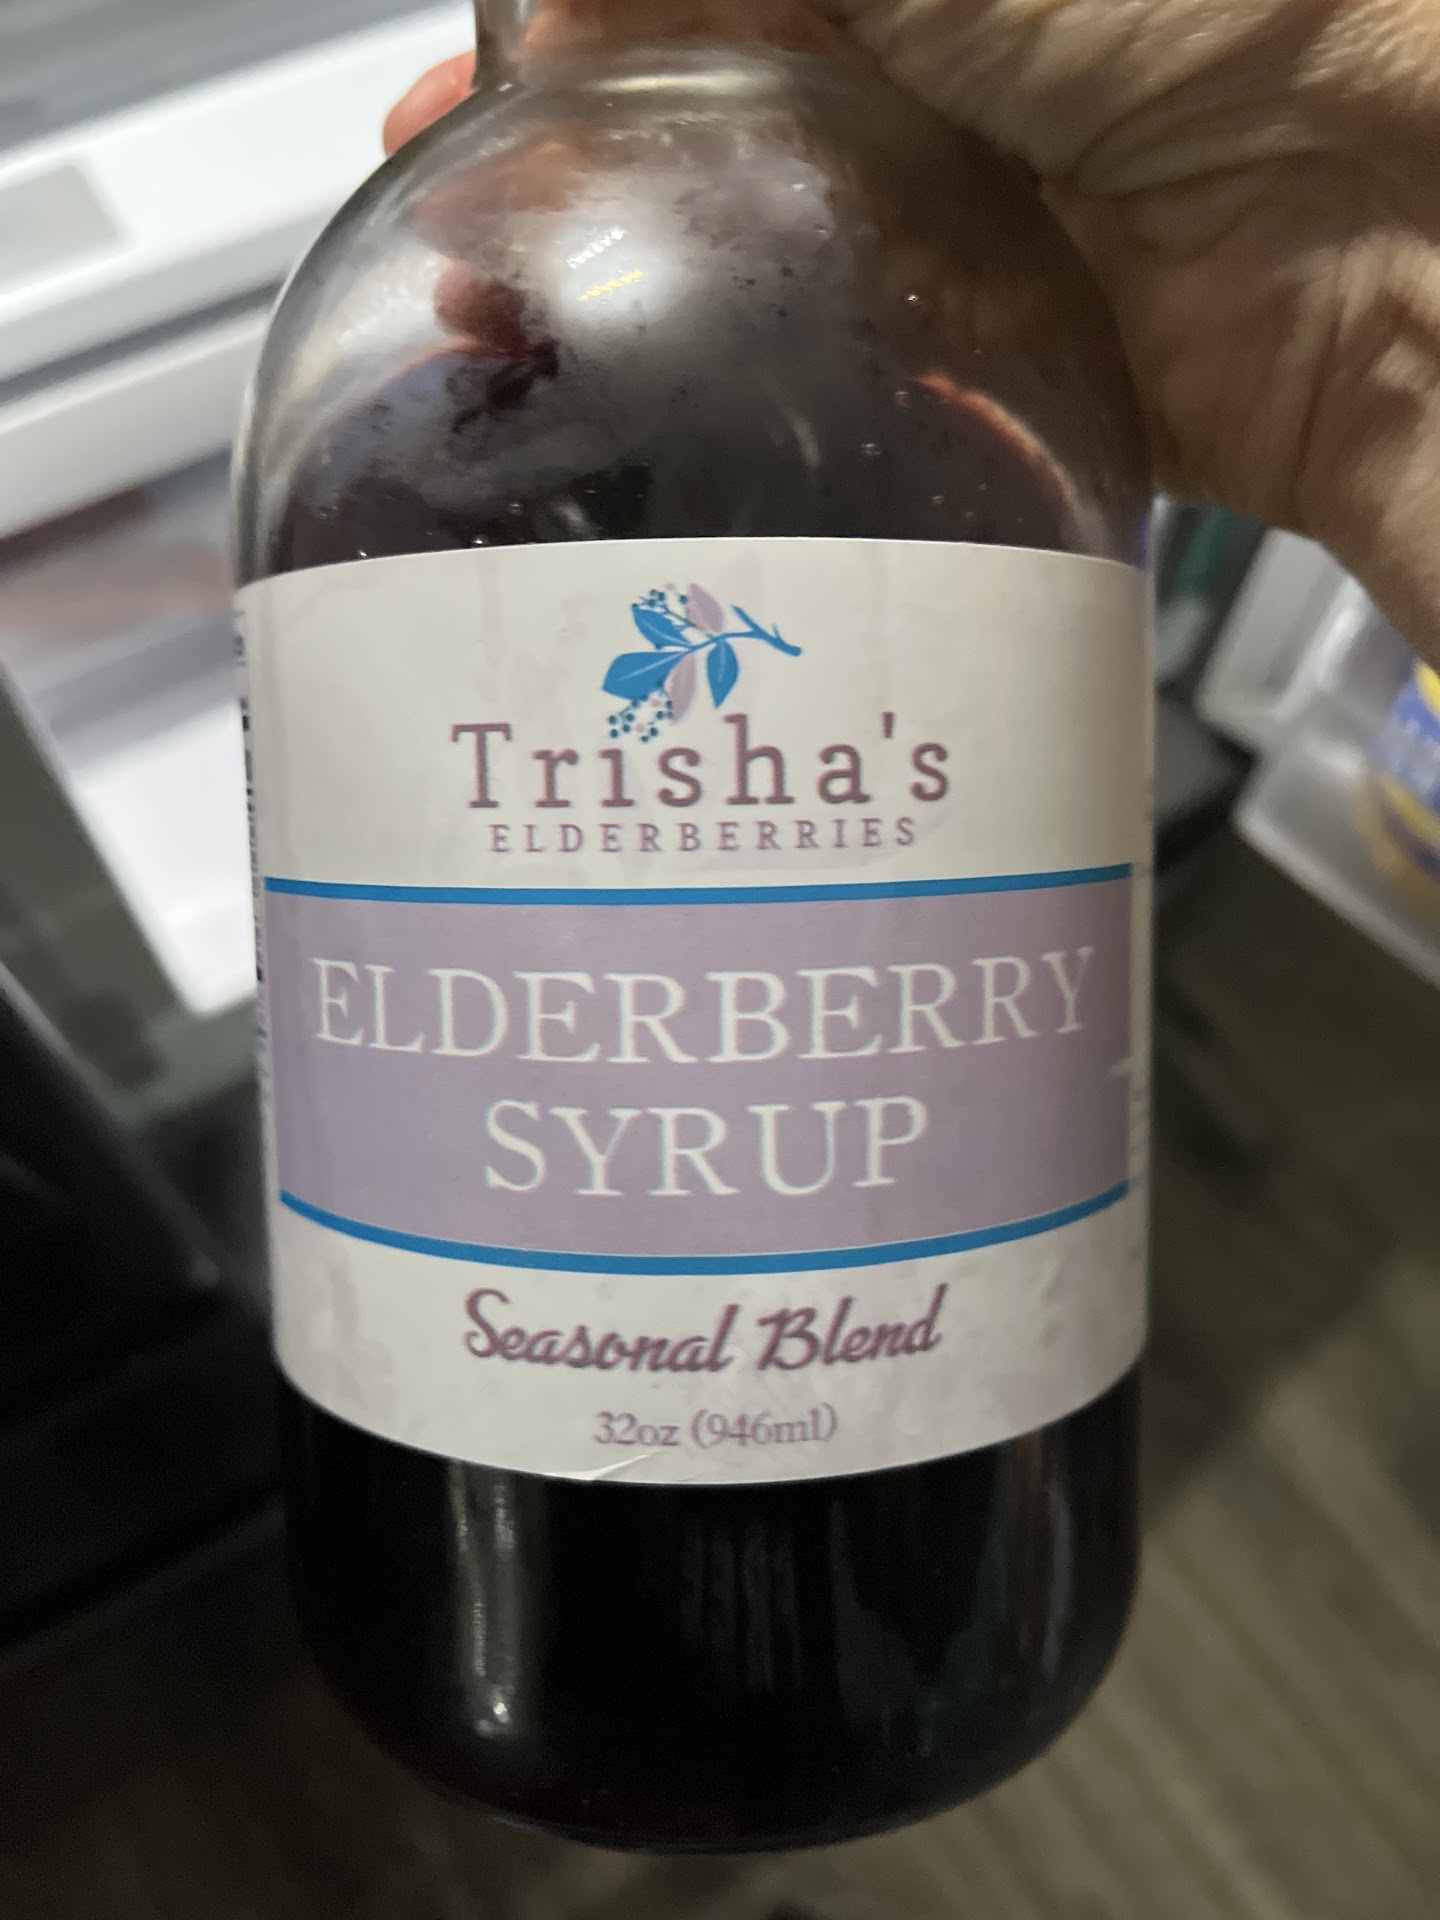 Trisha's
ELDERBERRIES
ELDERBERRY
SYRUP
Seasonal Blend
32oz (946ml)